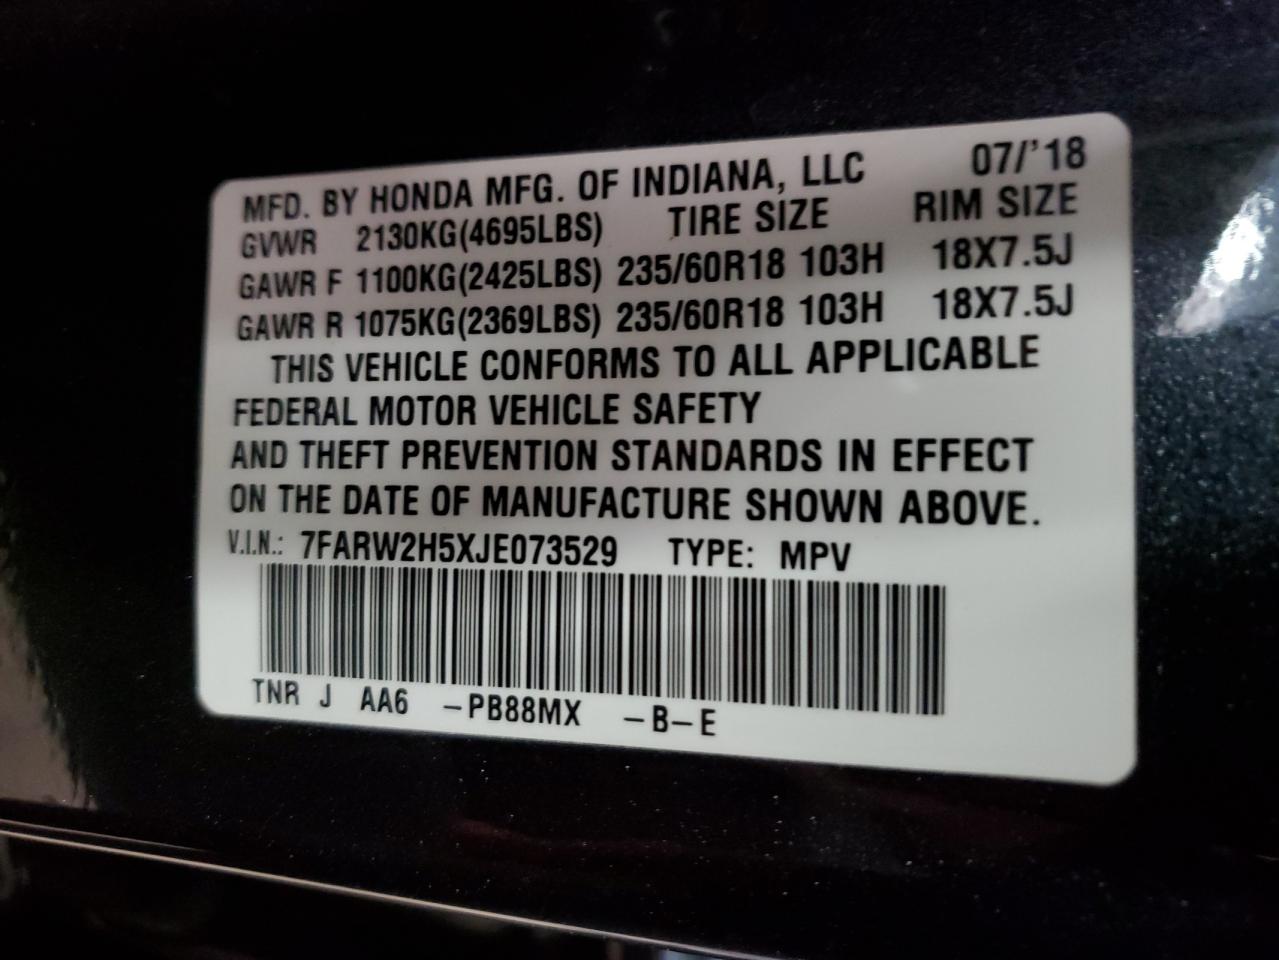 MFD. BY HONDA MFG. OF INDIANA, LLC 07/'18
GVWR 2130KG(4695LBS) TIRE SIZE RIM SIZE
GAWR F 1100KG(2425LBS) 235/60R18 103H 18X7.5J
GAWR R 1075KG(2369LBS) 235/60R18 103H 18X7.5J
THIS VEHICLE CONFORMS TO ALL APPLICABLE
FEDERAL MOTOR VEHICLE SAFETY
AND THEFT PREVENTION STANDARDS IN EFFECT
ON THE DATE OF MANUFACTURE SHOWN ABOVE.
V.I.N.: 7FARW2H5XJE073529 TYPE: MPV
TNR J AA6 -PB88MX -B-E